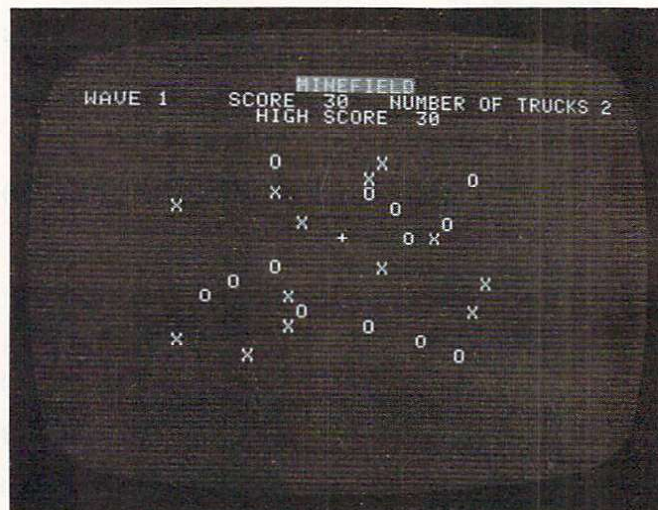 MINEFIELD
WAVE 1 SCORE 30 NUMBER OF TRUCKS 2
HIGH SCORE 30
O X
X O
X O
X O
X O
+ O X
O X
O X
O X
O X
X O
X O
X O